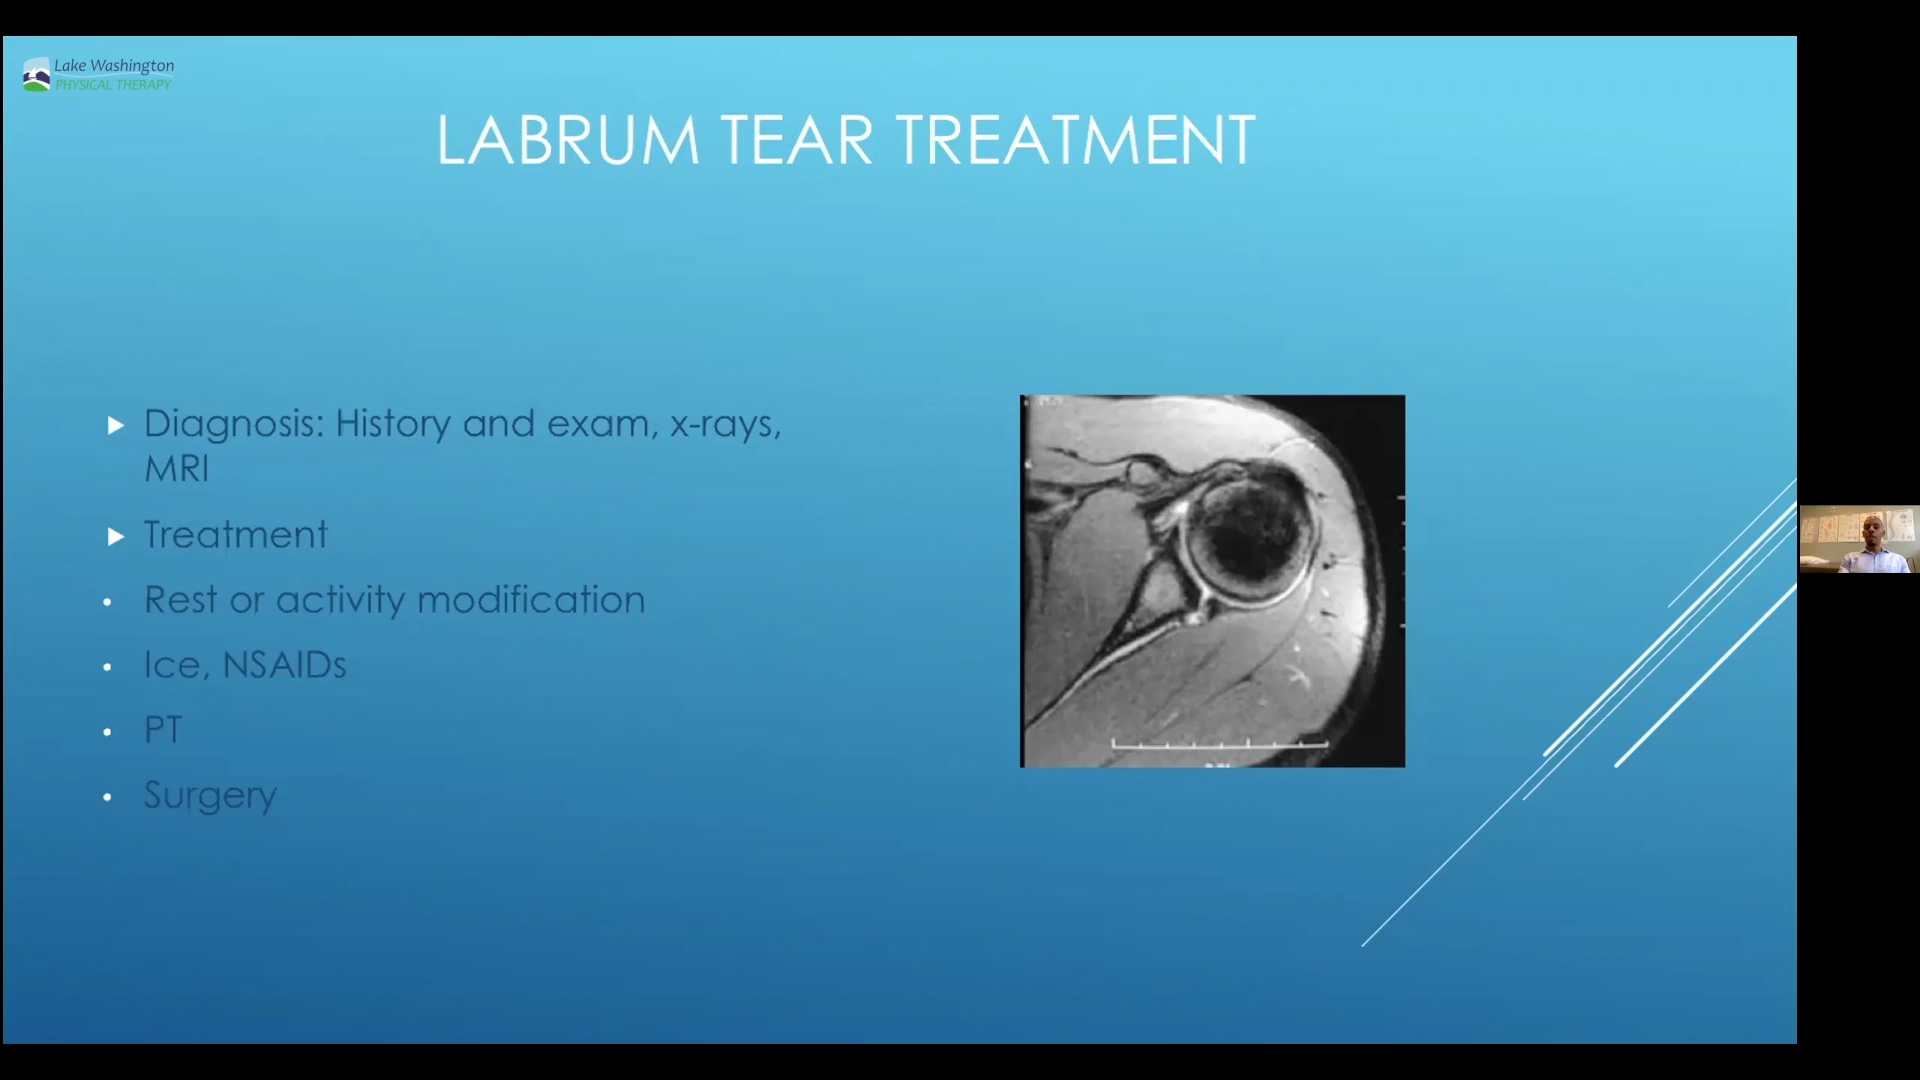 Lake Washington
PHYSICAL THERAPY
LABRUM TEAR TREATMENT
Diagnosis: History and exam, x-rays,
MRI
Treatment
Rest or activity modification
Ice, NSAIDs
PT
Surgery